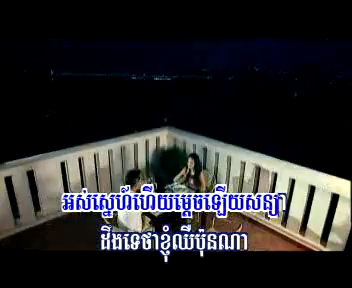 អស់ស្នេហ៍ហើយម្ដេចឡើយសន្យា
ដឹងទេថាខ្ញុំឈឺប៉ុនណា